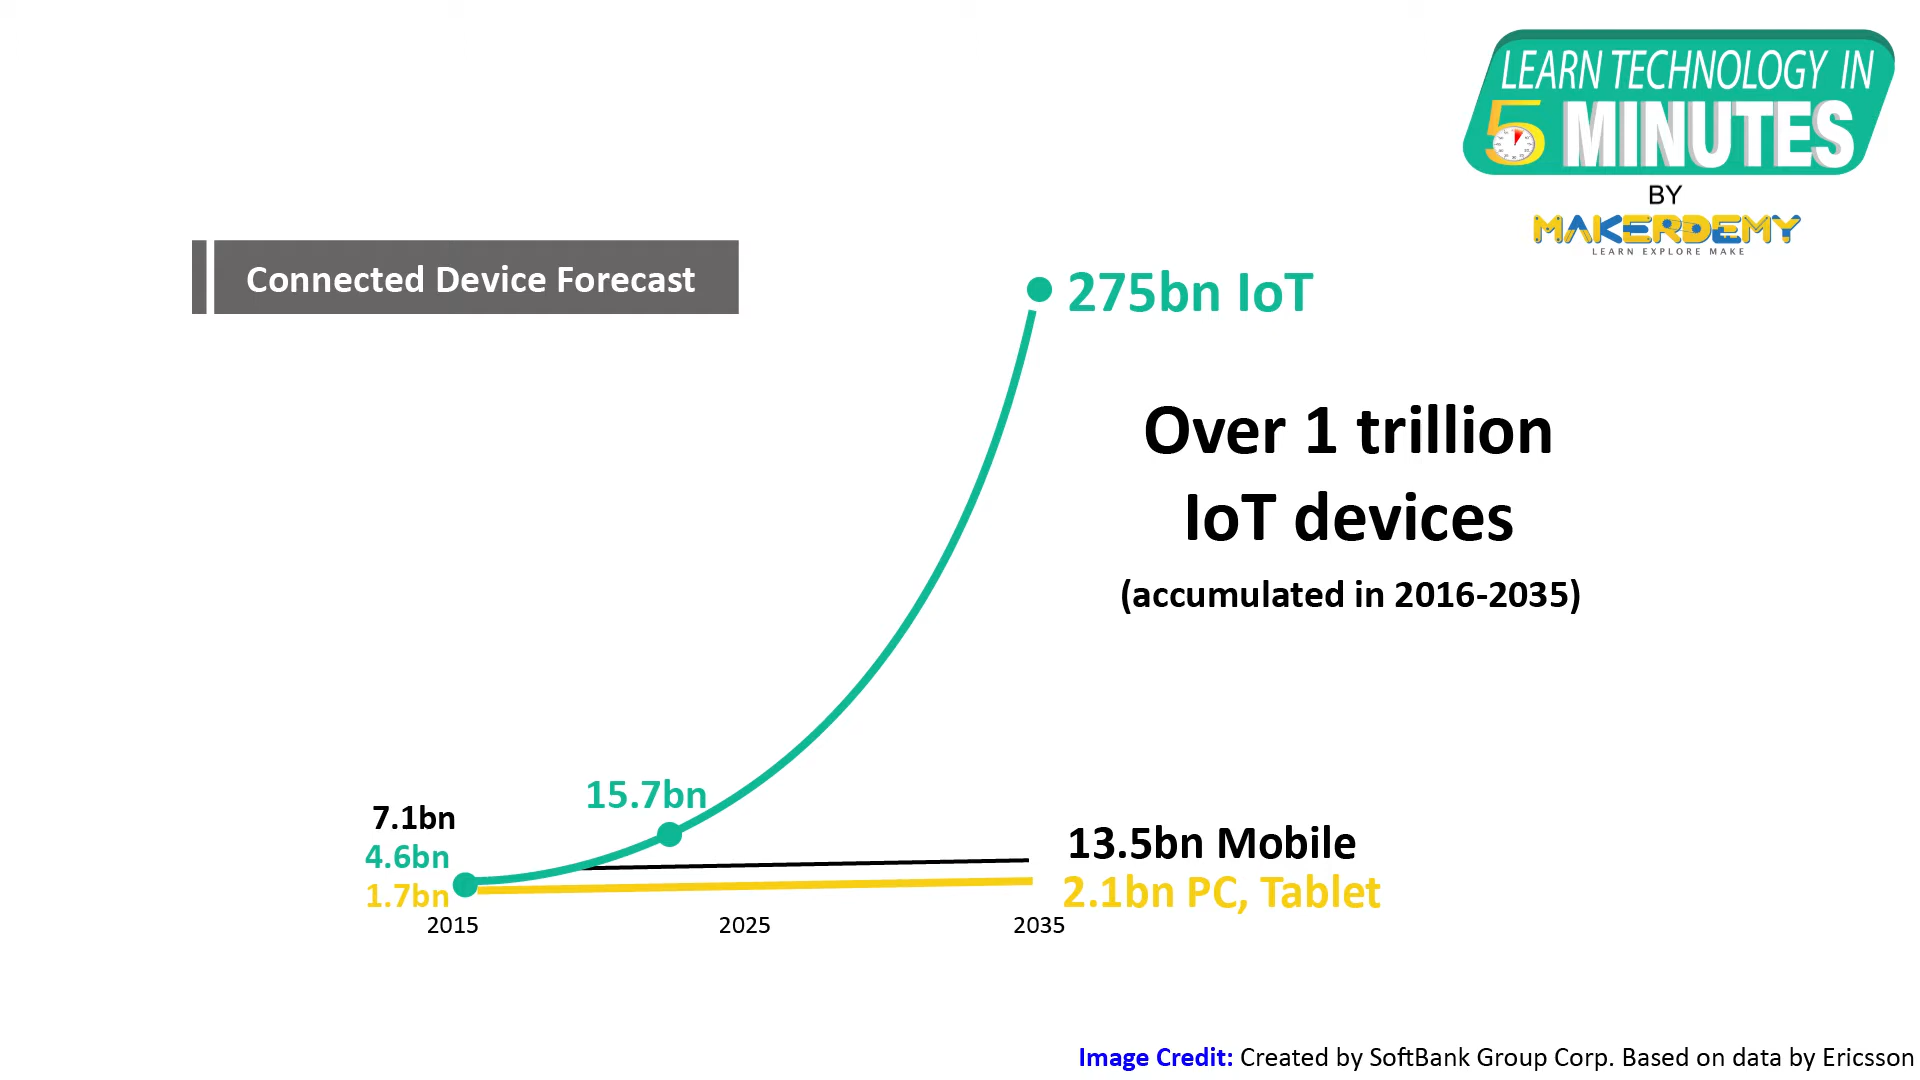 LEARN TECHNOLOGY IN
5 MINUTES
BY
MAKERDEMY
LEARN EXPLORE MAKE
Connected Device Forecast
275bn IoT
Over 1 trillion
IoT devices
(accumulated in 2016-2035)
15.7bn
7.1bn
4.6bn
1.7bn
13.5bn Mobile
2.1bn PC, Tablet
2015
2025
2035
Image Credit: Created by SoftBank Group Corp. Based on data by Ericsson